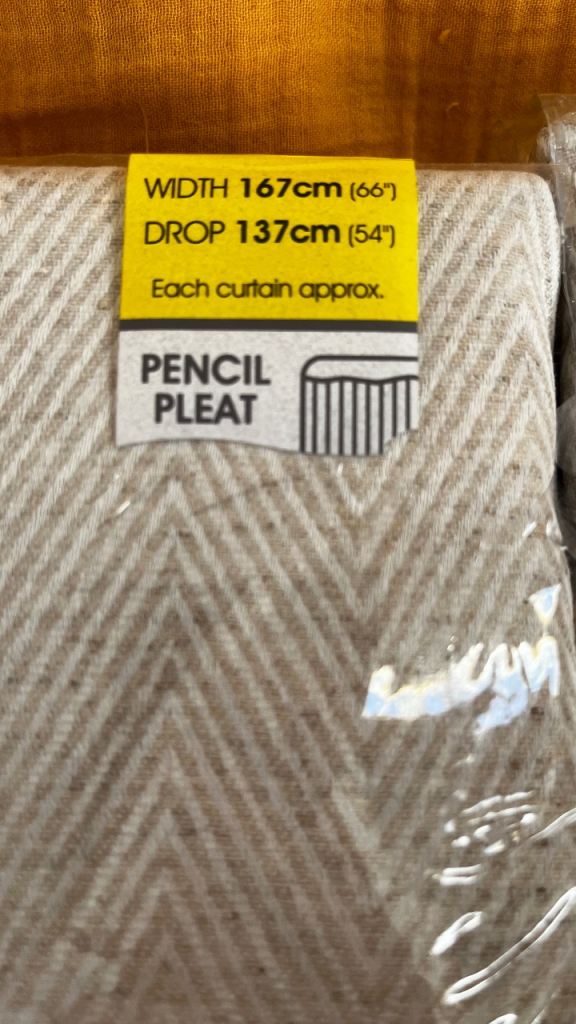 WIDTH 167cm (66")
DROP 137cm (54")
Each curtain approx.
PENCIL
PLEAT